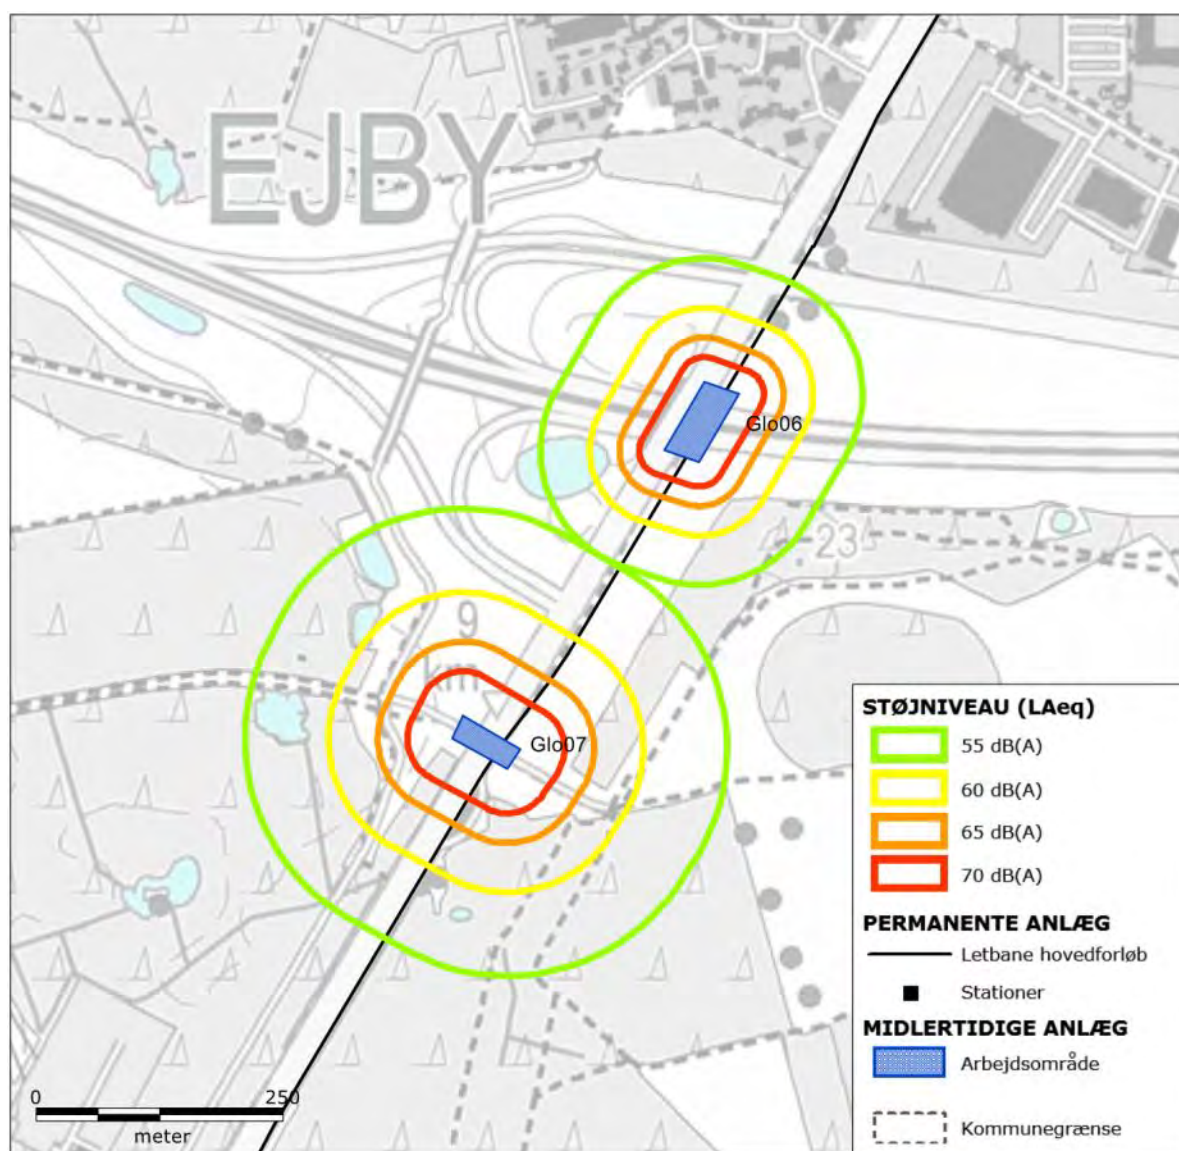 EJBY
Glo06
23
9
km
Glo07
STØJNIVEAU (LAeq)
55 dB(A)
60 dB(A)
65 dB(A)
70 dB(A)
PERMANENTE ANLÆG
Letbane hovedforløb
Stationer
MIDLERTIDIGE ANLÆG
Arbejdsområde
Kommunegrænse
0 250
meter